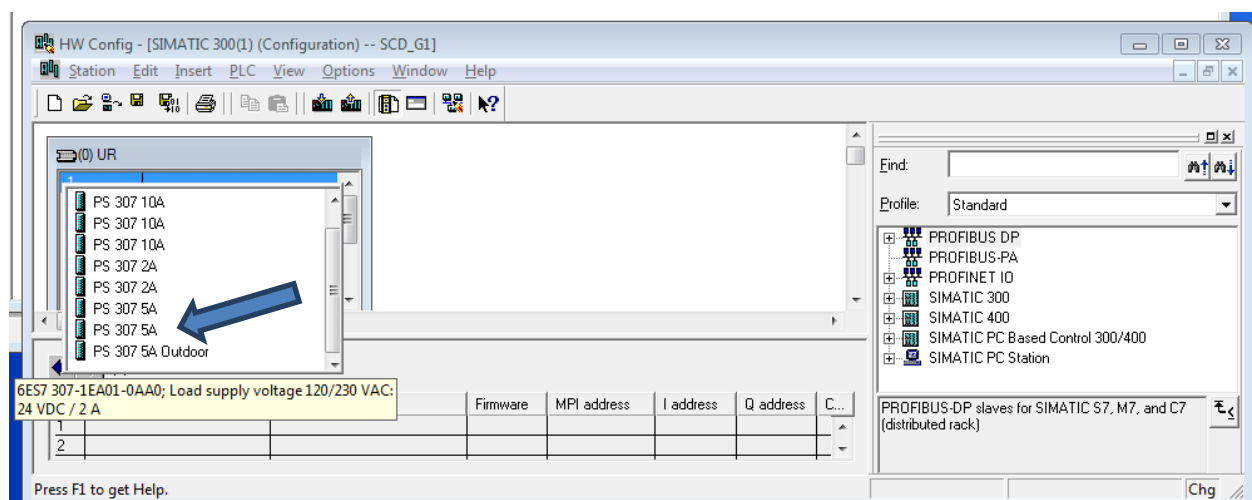 HW Config - [SIMATIC 300(1) (Configuration) -- SCD_G1]
Station Edit Insert PLC View Options Window Help
(0) UR
1
PS 307 10A
PS 307 10A
PS 307 10A
PS 307 2A
PS 307 2A
PS 307 5A
PS 307 5A
PS 307 5A Outdoor
6ES7 307-1EA01-0AA0; Load supply voltage 120/230 VAC:
24 VDC / 2 A
Firmware MPI address I address Q address C...
1
2
Find:
Profile: Standard
PROFIBUS DP
PROFIBUS-PA
PROFINET IO
SIMATIC 300
SIMATIC 400
SIMATIC PC Based Control 300/400
SIMATIC PC Station
PROFIBUS-DP slaves for SIMATIC S7, M7, and C7
(distributed rack)
Press F1 to get Help.
Chg